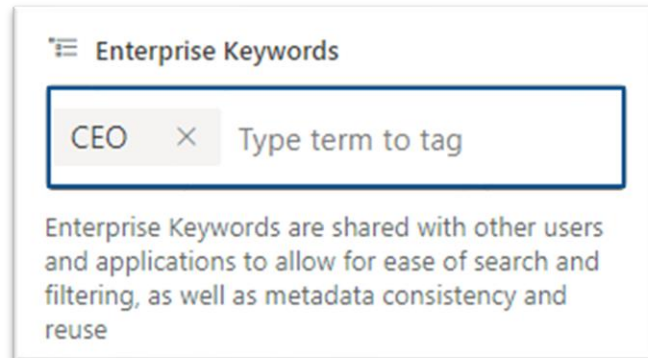 Enterprise Keywords
CEO
Type term to tag
Enterprise Keywords are shared with other users
and applications to allow for ease of search and
filtering, as well as metadata consistency and
reuse